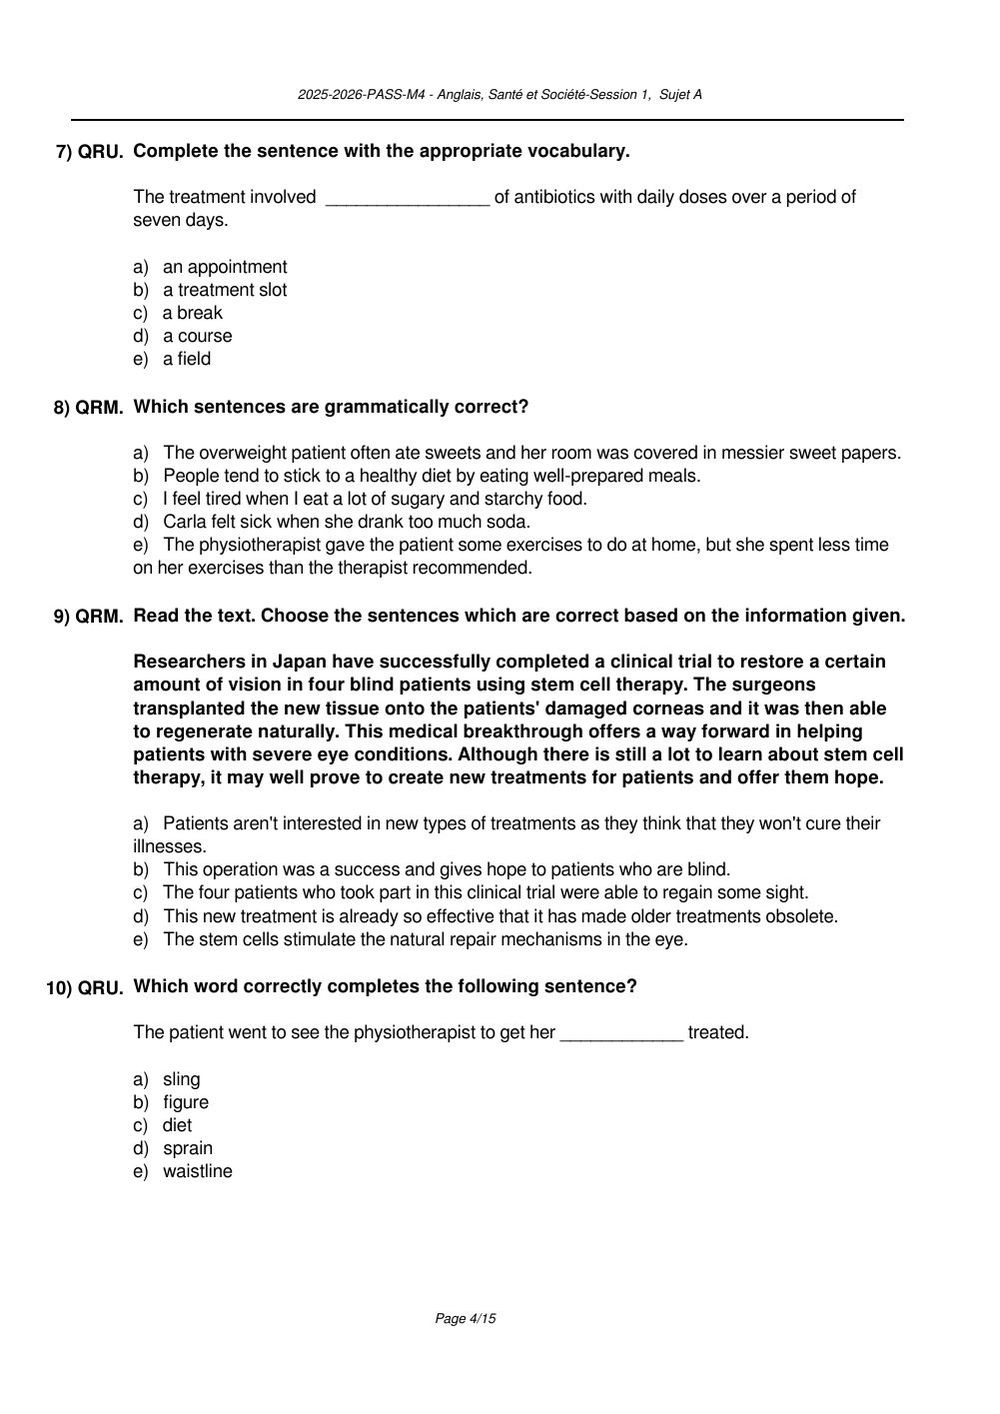 2025-2026-PASS-M4 - Anglais, Santé et Société-Session 1,  Sujet A
7) QRU. Complete the sentence with the appropriate vocabulary.
The treatment involved ________________ of antibiotics with daily doses over a period of
seven days.
a) an appointment
b) a treatment slot
c) a break
d) a course
e) a field
8) QRM. Which sentences are grammatically correct?
a) The overweight patient often ate sweets and her room was covered in messier sweet papers.
b) People tend to stick to a healthy diet by eating well-prepared meals.
c) I feel tired when I eat a lot of sugary and starchy food.
d) Carla felt sick when she drank too much soda.
e) The physiotherapist gave the patient some exercises to do at home, but she spent less time
on her exercises than the therapist recommended.
9) QRM. Read the text. Choose the sentences which are correct based on the information given.
Researchers in Japan have successfully completed a clinical trial to restore a certain
amount of vision in four blind patients using stem cell therapy. The surgeons
transplanted the new tissue onto the patients' damaged corneas and it was then able
to regenerate naturally. This medical breakthrough offers a way forward in helping
patients with severe eye conditions. Although there is still a lot to learn about stem cell
therapy, it may well prove to create new treatments for patients and offer them hope.
a) Patients aren't interested in new types of treatments as they think that they won't cure their
illnesses.
b) This operation was a success and gives hope to patients who are blind.
c) The four patients who took part in this clinical trial were able to regain some sight.
d) This new treatment is already so effective that it has made older treatments obsolete.
e) The stem cells stimulate the natural repair mechanisms in the eye.
10) QRU. Which word correctly completes the following sentence?
The patient went to see the physiotherapist to get her ____________ treated.
a) sling
b) figure
c) diet
d) sprain
e) waistline
Page 4/15